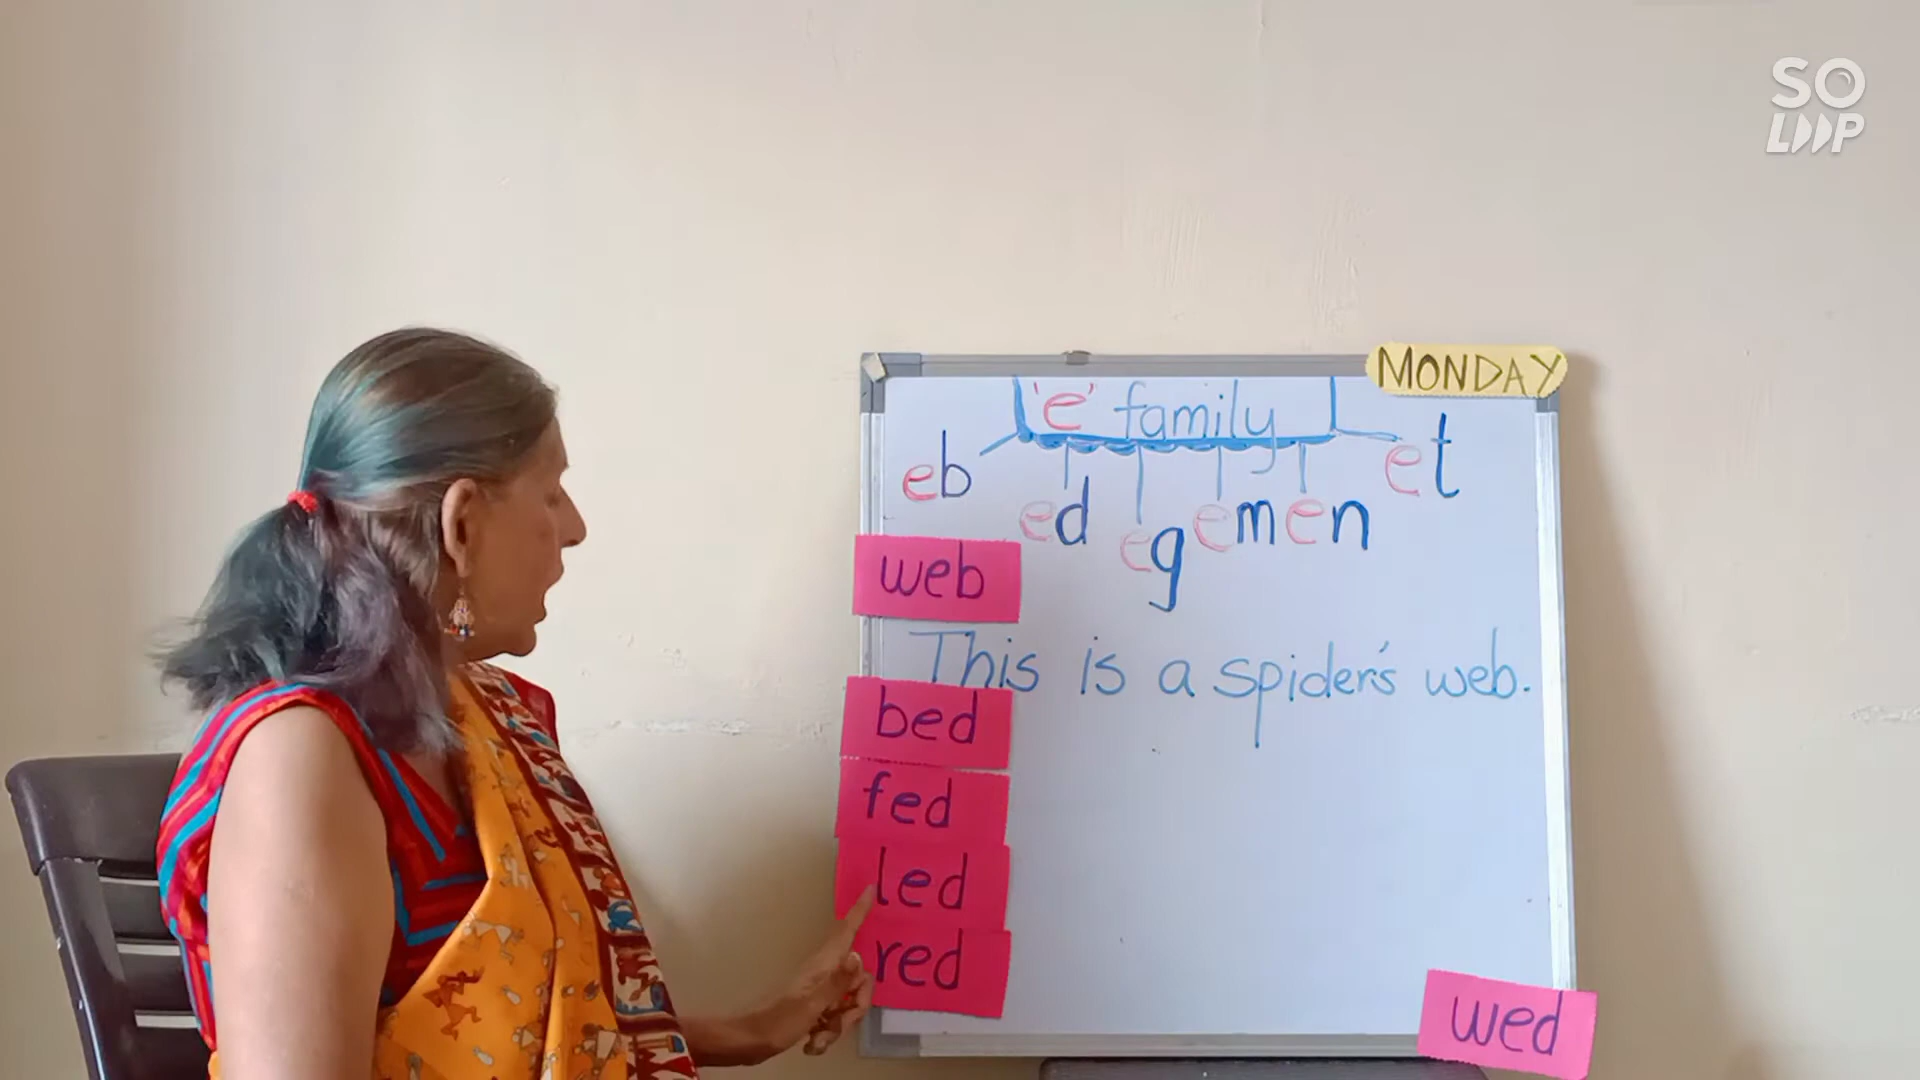 SO
LOOP
MONDAY
'e' family
eb ed eg em en et
web
This is a spider's web.
bed
fed
led
red
wed